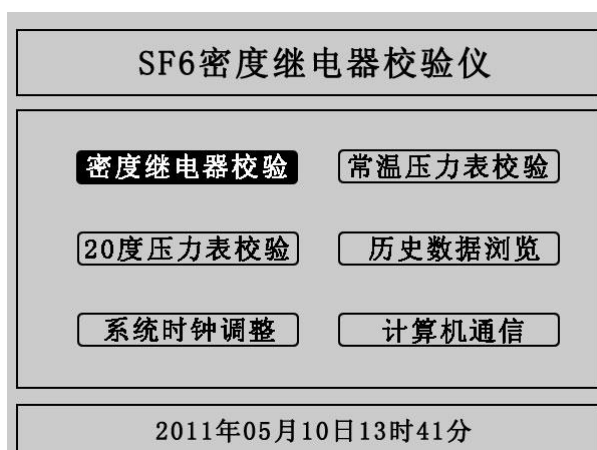 SF6密度继电器校验仪
密度继电器校验 常温压力表校验
20度压力表校验 历史数据浏览
系统时钟调整 计算机通信
2011年05月10日13时41分